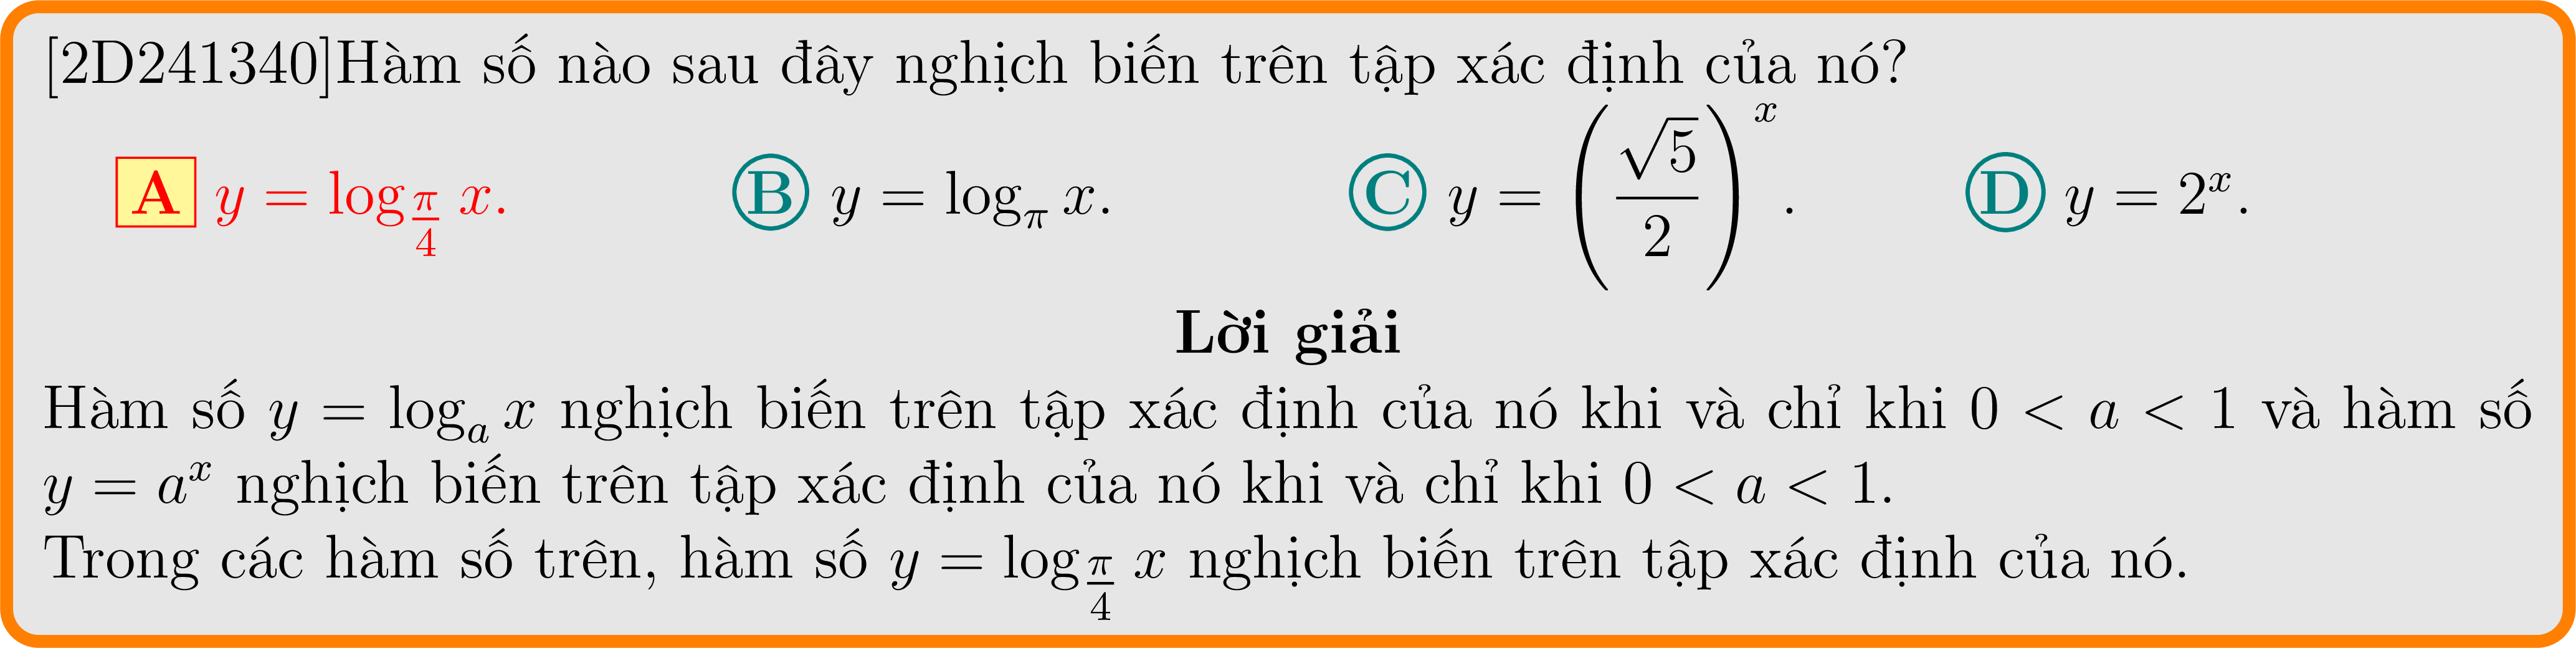 [2D241340]Hàm số nào sau đây nghịch biến trên tập xác định của nó?
A y = log_{\frac{π}{4}} x. B y = log_π x. C y = \left(\frac{\sqrt{5}}{2}\right)^x. D y = 2^x.
Lời giải
Hàm số y = log_a x nghịch biến trên tập xác định của nó khi và chỉ khi 0 < a < 1 và hàm số
y = a^x nghịch biến trên tập xác định của nó khi và chỉ khi 0 < a < 1.
Trong các hàm số trên, hàm số y = log_{\frac{π}{4}} x nghịch biến trên tập xác định của nó.